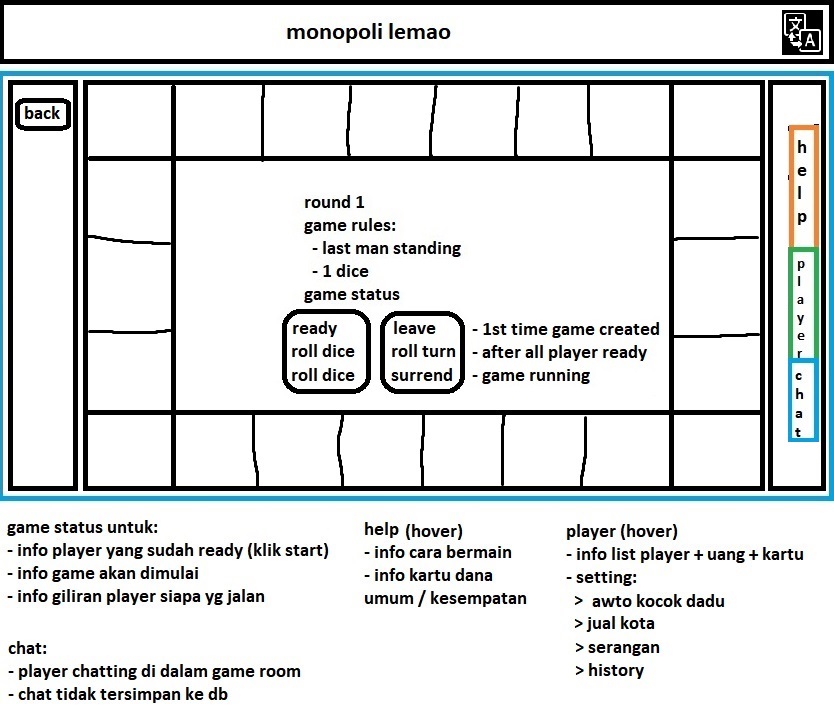 monopoli lemao
文
A
back
round 1
game rules:
- last man standing
- 1 dice
game status
ready
roll dice
roll dice
leave
roll turn
surrend
- 1st time game created
- after all player ready
- game running
help
player
chat
game status untuk:
- info player yang sudah ready (klik start)
- info game akan dimulai
- info giliran player siapa yg jalan
chat:
- player chatting di dalam game room
- chat tidak tersimpan ke db
help (hover)
- info cara bermain
- info kartu dana
umum / kesempatan
player (hover)
- info list player + uang + kartu
- setting:
> awto kocok dadu
> jual kota
> serangan
> history